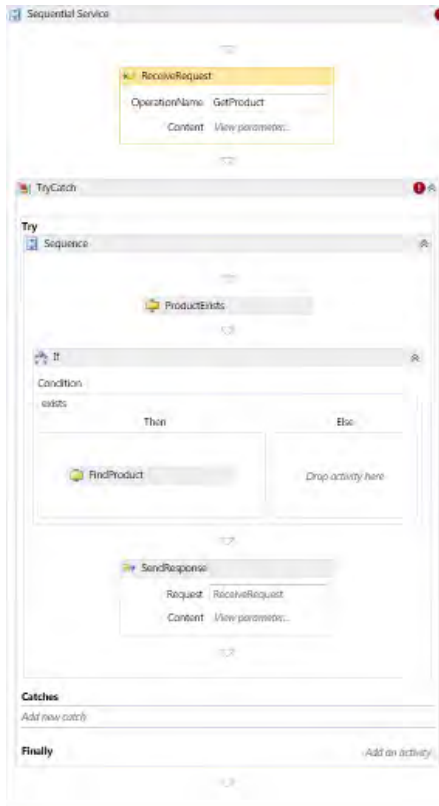 Sequential Service
ReceiveRequest
OperationName GetProduct
Content View parameter...
TryCatch
Try
Sequence
ProductExists
If
Condition
exists
Then Else
FindProduct Drop activity here
SendResponse
Request ReceiveRequest
Content View parameter...
Catches
Add new catch
Finally Add an activity